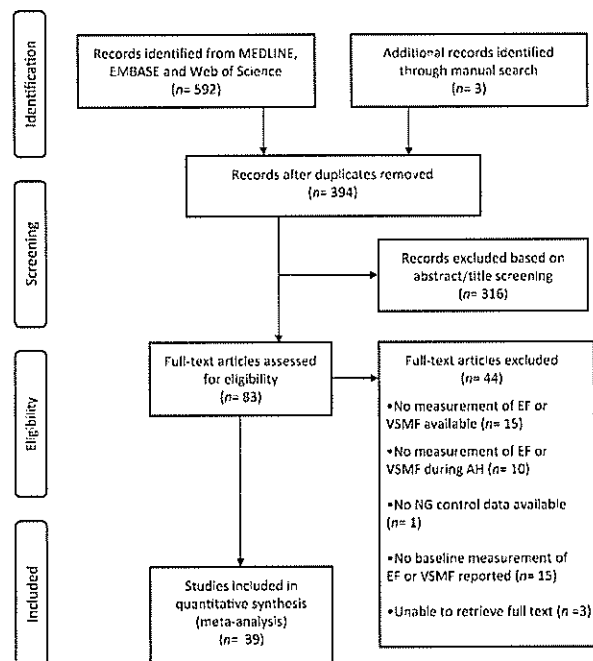 Identification
Records identified from MEDLINE,
EMBASE and Web of Science
(n= 592)
Additional records identified
through manual search
(n= 3)
Records after duplicates removed
(n= 394)
Screening
Records excluded based on
abstract/title screening
(n= 316)
Eligibility
Full-text articles assessed
for eligibility
(n= 83)
Full-text articles excluded
(n= 44)
•No measurement of EF or
VSMF available (n= 15)
•No measurement of EF or
VSMF during AH (n= 10)
•No NG control data available
(n= 1)
•No baseline measurement of
EF or VSMF reported (n= 15)
•Unable to retrieve full text (n =3)
Included
Studies included in
quantitative synthesis
(meta-analysis)
(n= 39)